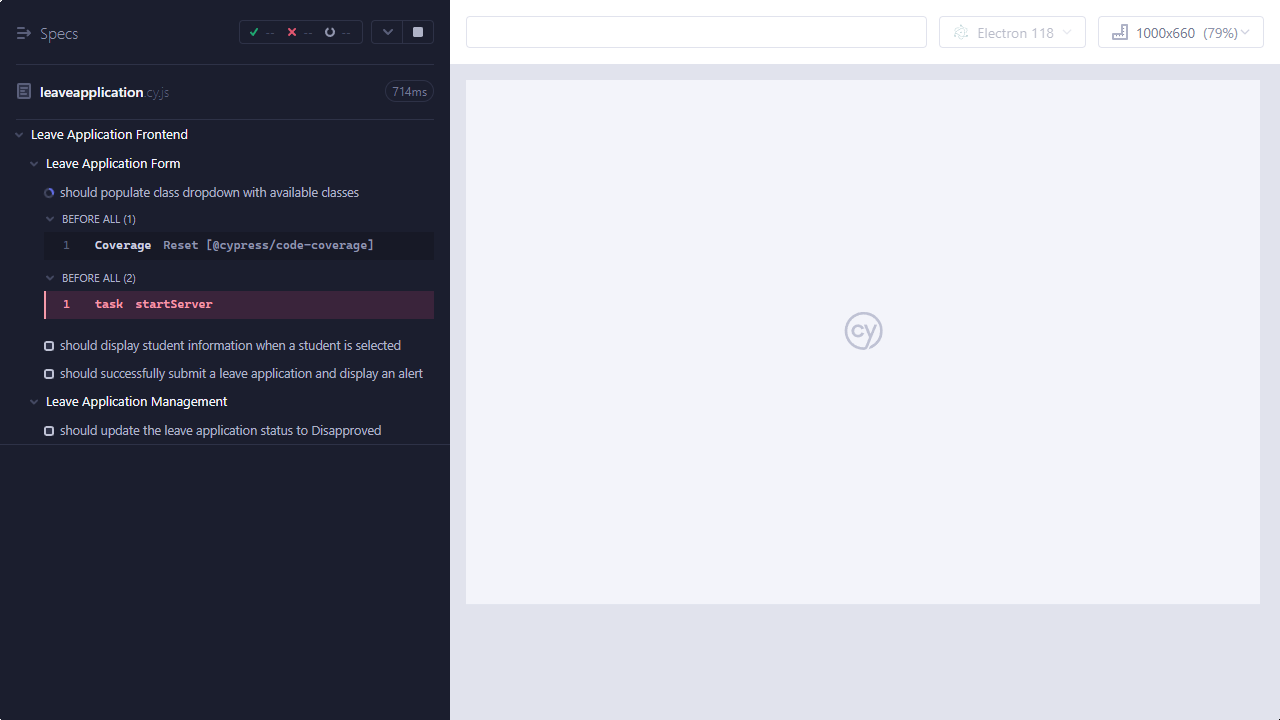 Specs
-- -- --
leaveapplication.cy.js 714ms
Leave Application Frontend
Leave Application Form
should populate class dropdown with available classes
BEFORE ALL (1)
1 Coverage Reset [@cypress/code-coverage]
BEFORE ALL (2)
1 task startServer
should display student information when a student is selected
should successfully submit a leave application and display an alert
Leave Application Management
should update the leave application status to Disapproved
Electron 118
1000x660 (79%)
cy